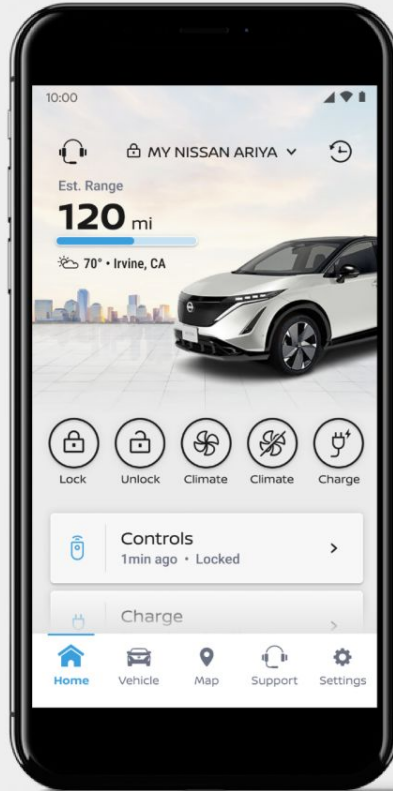 10:00
MY NISSAN ARIYA
Est. Range
120 mi
70° • Irvine, CA
Lock
Unlock
Climate
Climate
Charge
Controls
1min ago • Locked
Charge
Home
Vehicle
Map
Support
Settings